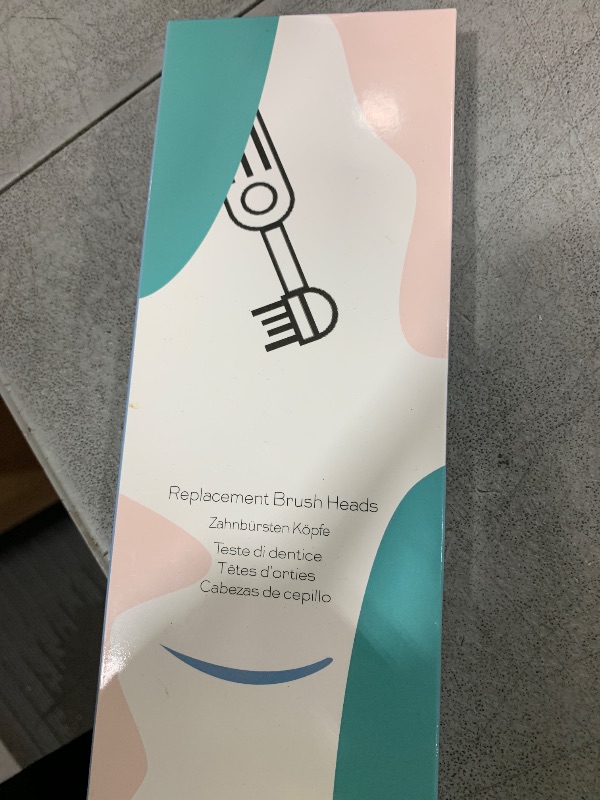 Replacement Brush Heads
Zahnbürsten Köpfe
Teste di dentice
Têtes d'orties
Cabezas de cepillo